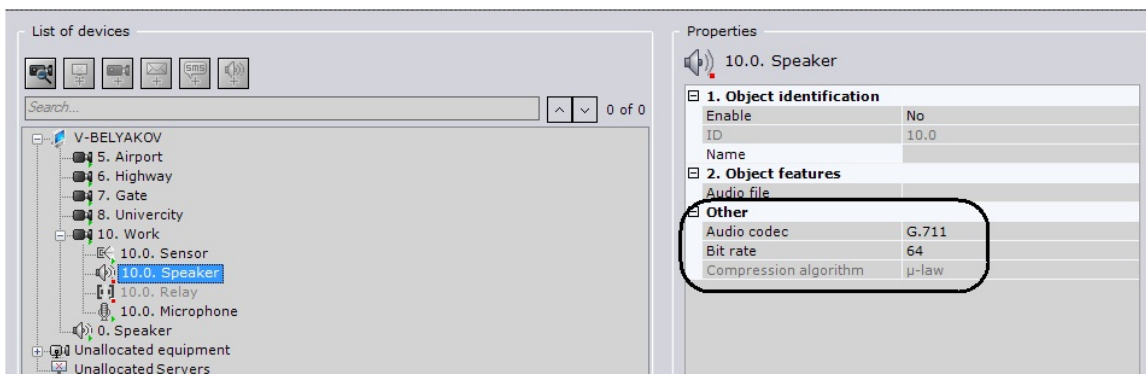 List of devices
SMS
Search...
0 of 0
V-BELYAKOV
5. Airport
6. Highway
7. Gate
8. Univercity
10. Work
10.0. Sensor
10.0. Speaker
10.0. Relay
10.0. Microphone
0. Speaker
Unallocated equipment
Unallocated Servers
Properties
10.0. Speaker
1. Object identification
Enable No
ID 10.0
Name
2. Object features
Audio file
Other
Audio codec G.711
Bit rate 64
Compression algorithm μ-law